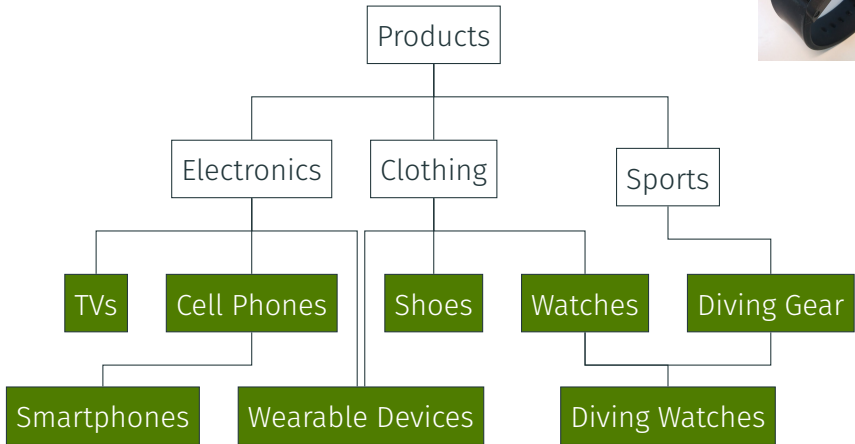 Products
Electronics
Clothing
Sports
TVs
Cell Phones
Shoes
Watches
Diving Gear
Smartphones
Wearable Devices
Diving Watches